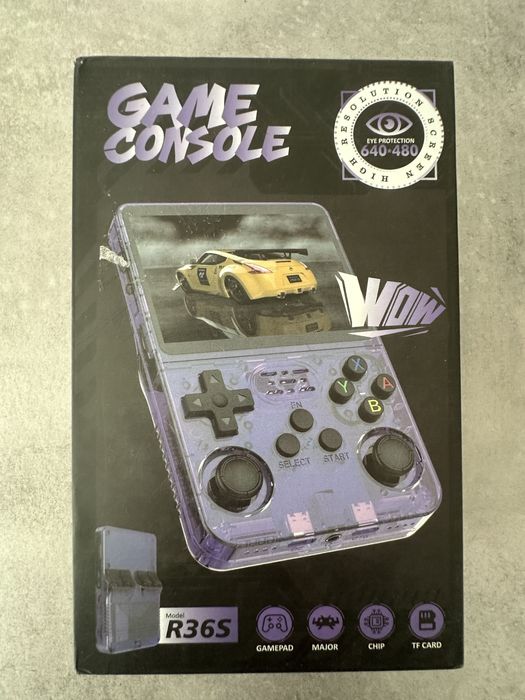 GAME
CONSOLE
HIGH RESOLUTION SCREEN
EYE PROTECTION
640*480
WOW
X
Y
A
B
FN
SELECT
START
Model
R36S
GAMEPAD
MAJOR
CHIP
TF CARD